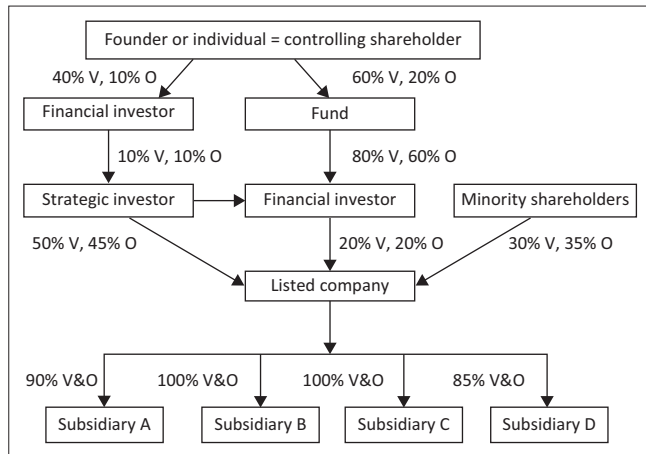 Founder or individual = controlling shareholder
40% V, 10% O
60% V, 20% O
Financial investor
Fund
10% V, 10% O
80% V, 60% O
Strategic investor
Financial investor
Minority shareholders
50% V, 45% O
20% V, 20% O
30% V, 35% O
Listed company
90% V&O
100% V&O
100% V&O
85% V&O
Subsidiary A
Subsidiary B
Subsidiary C
Subsidiary D